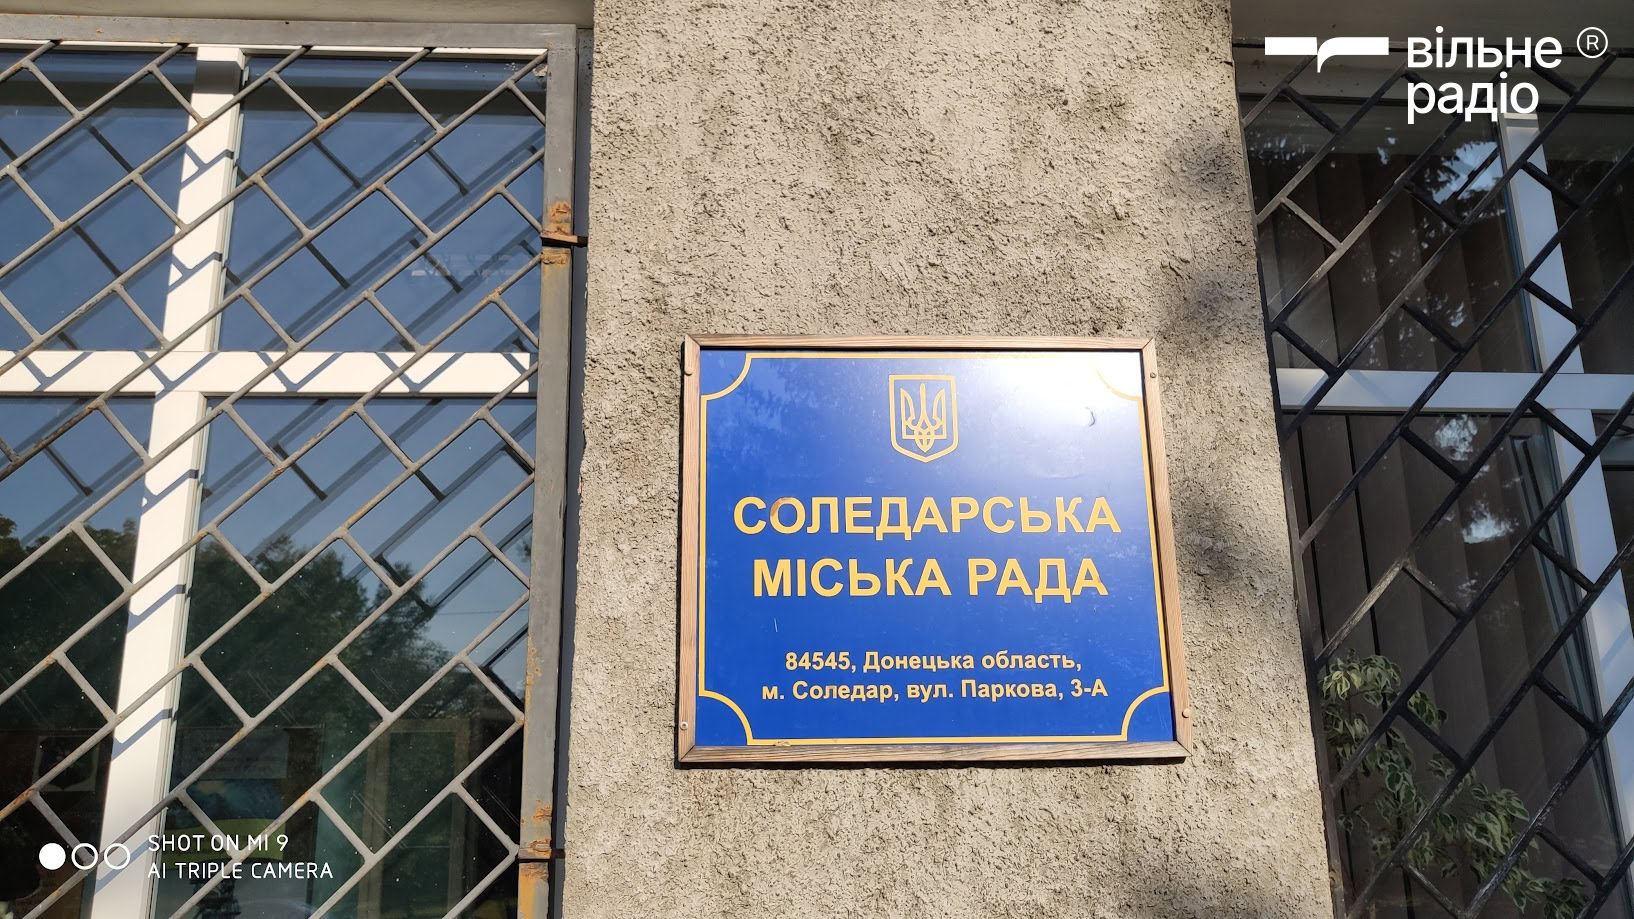 вільне ®
радіо
СОЛЕДАРСЬКА
МІСЬКА РАДА
84545, Донецька область,
м. Соледар, вул. Паркова, 3-А
SHOT ON MI 9
AI TRIPLE CAMERA